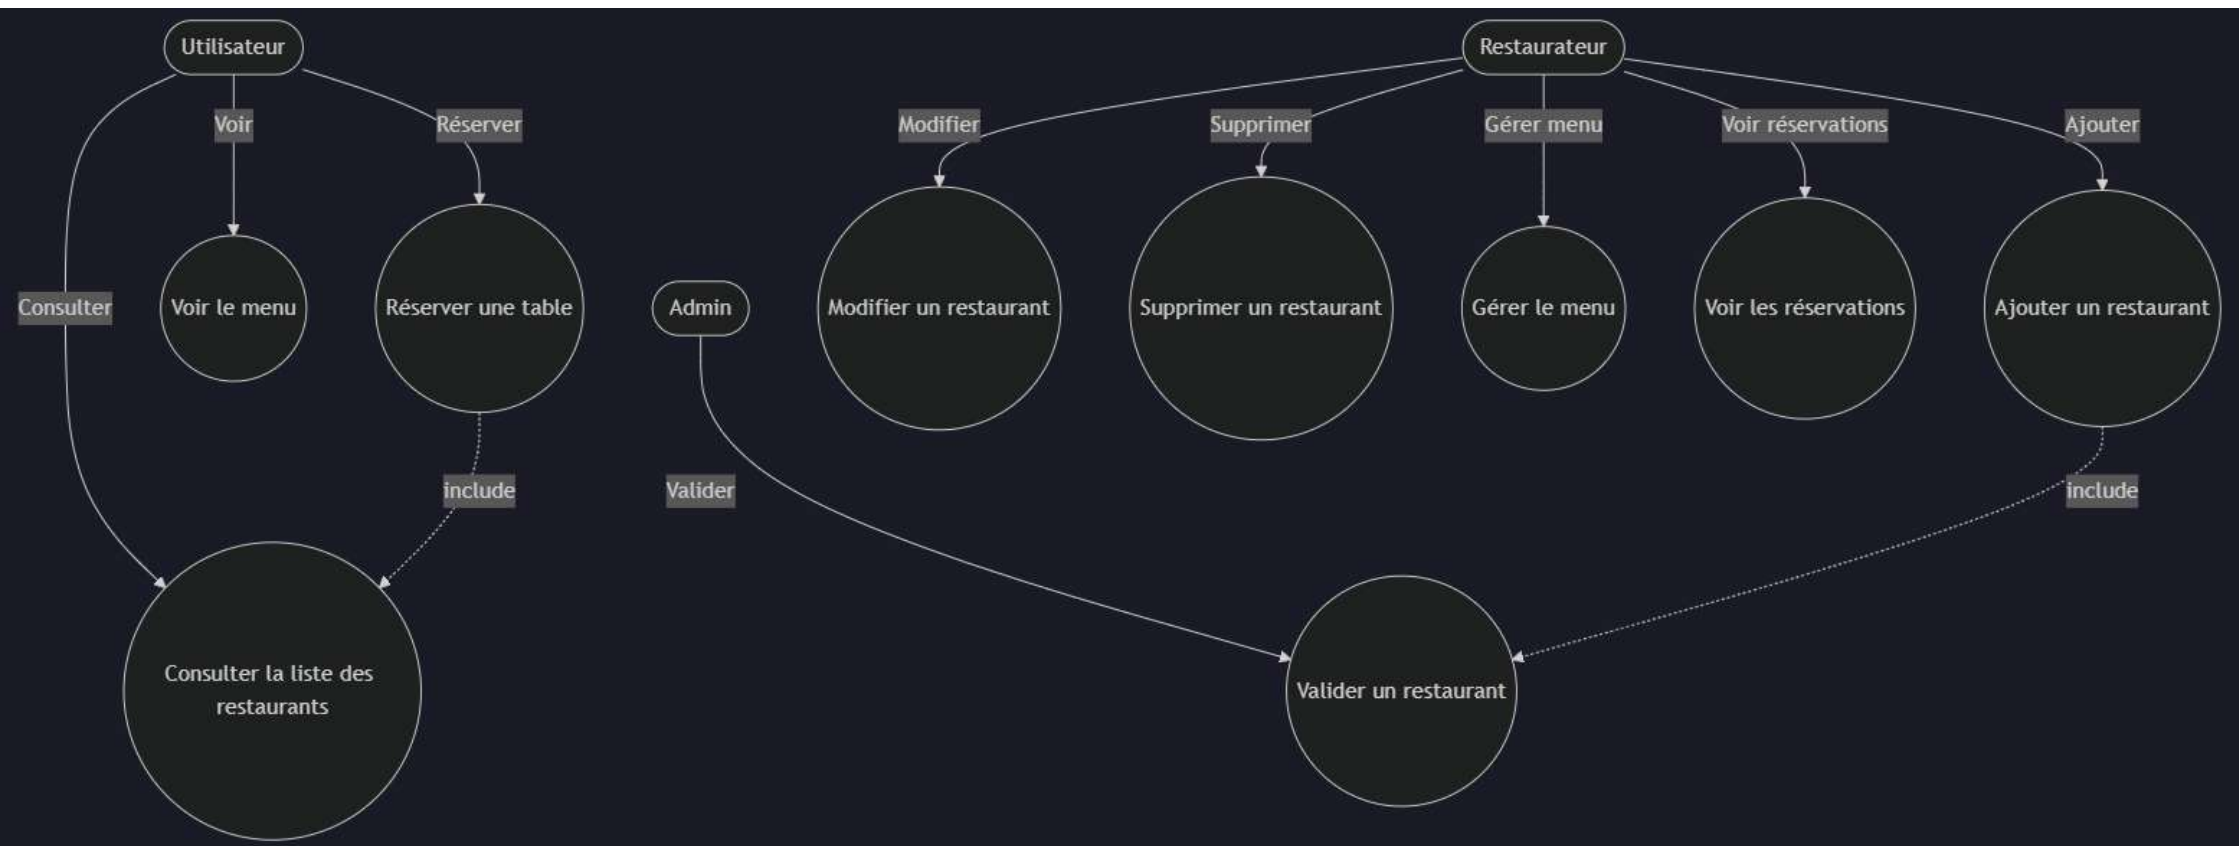 Utilisateur
Restaurateur
Voir
Réserver
Modifier
Supprimer
Gérer menu
Voir réservations
Ajouter
Consulter
Voir le menu
Réserver une table
Admin
Modifier un restaurant
Supprimer un restaurant
Gérer le menu
Voir les réservations
Ajouter un restaurant
include
Valider
include
Consulter la liste des
restaurants
Valider un restaurant